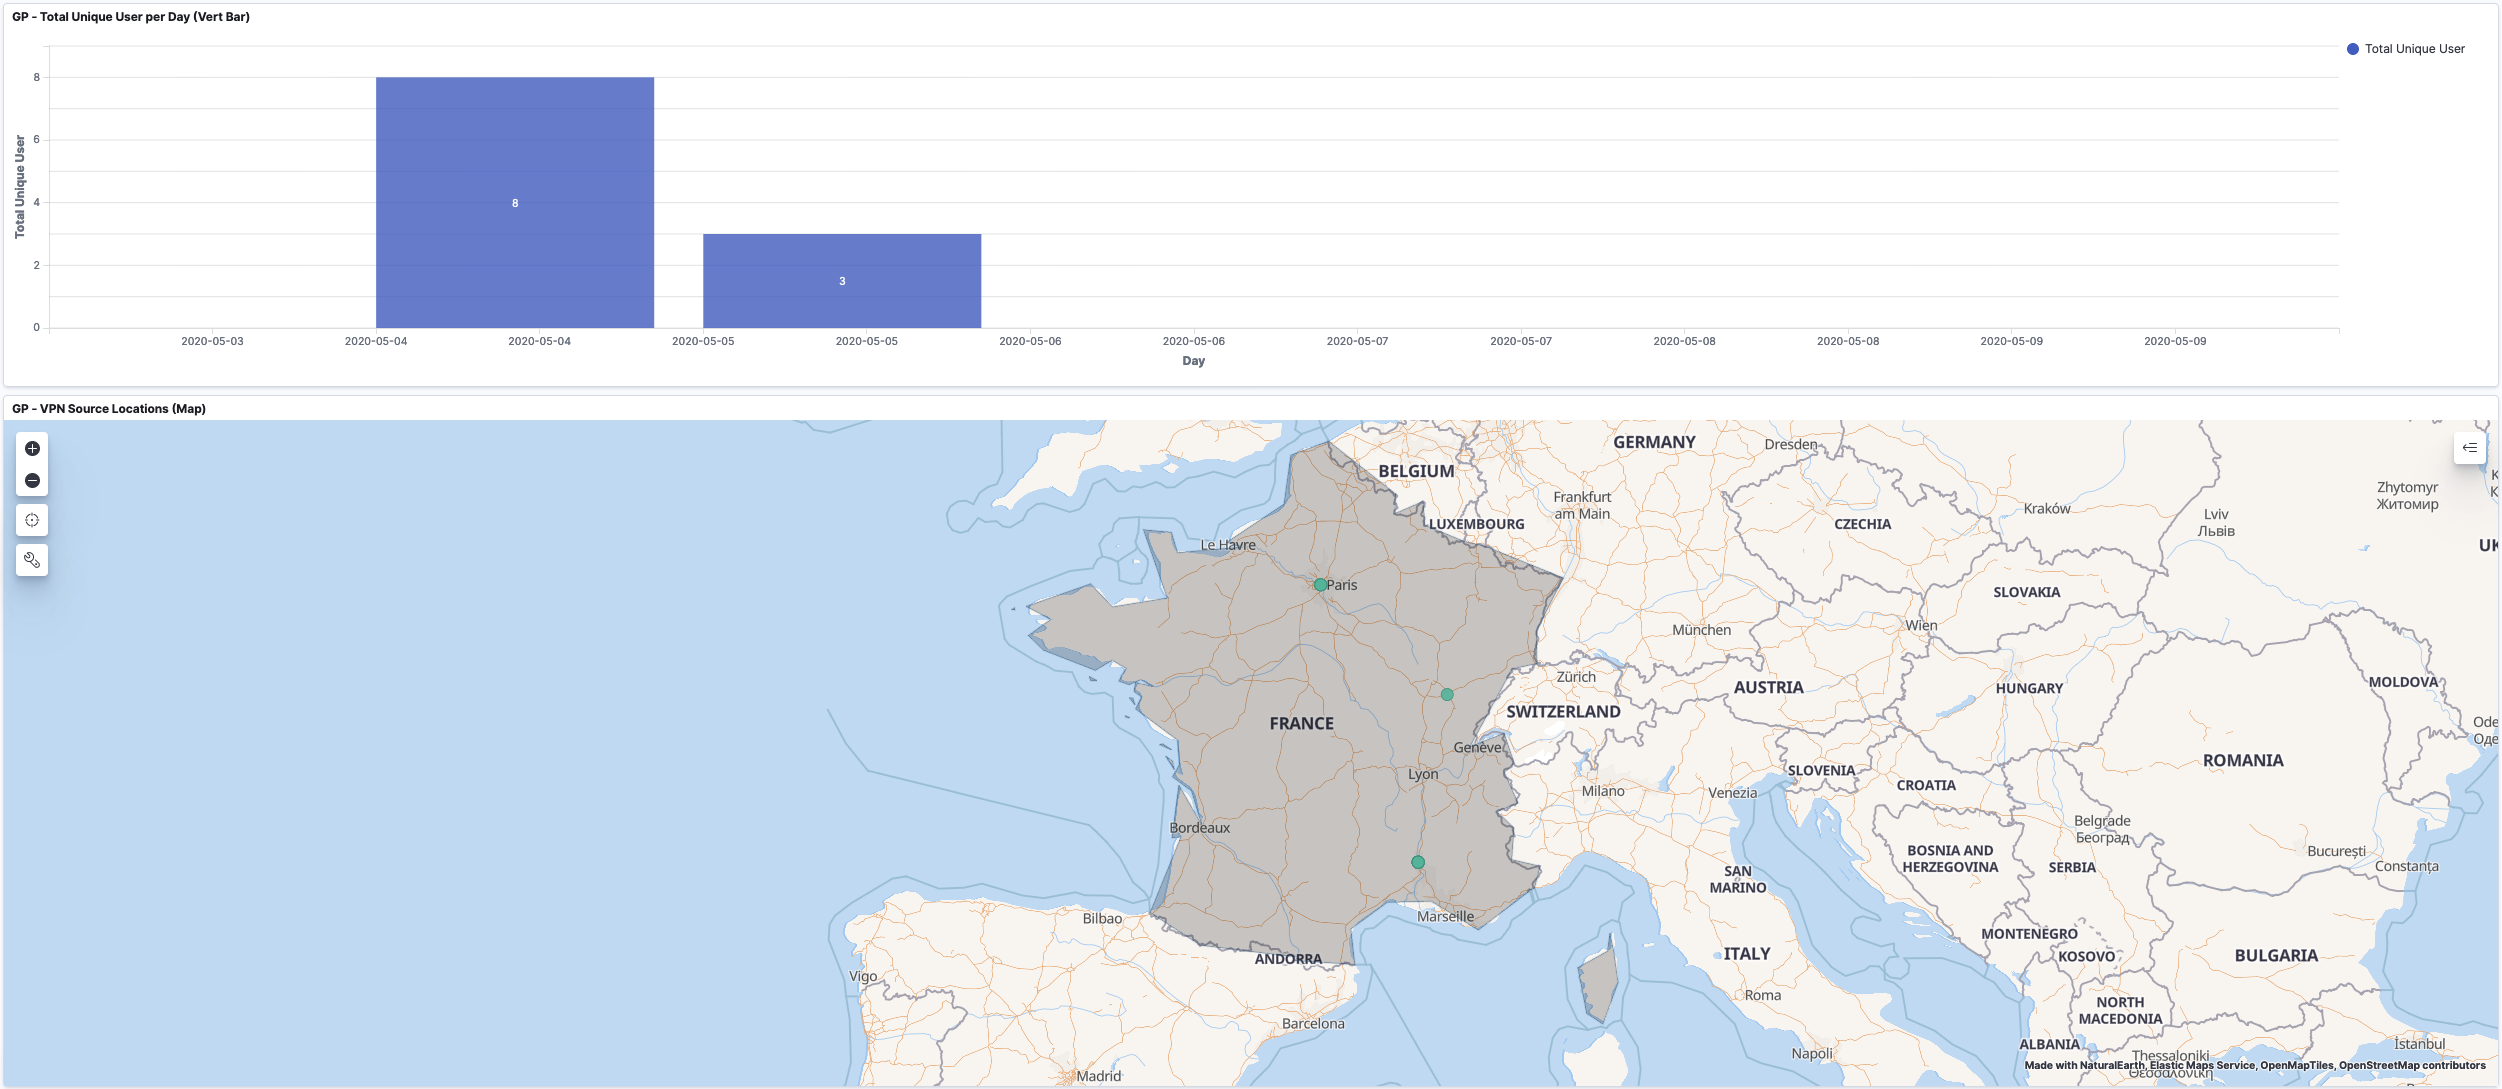 GP - Total Unique User per Day (Vert Bar)
Total Unique User
Total Unique User
8
6
4
2
0
8
3
2020-05-03
2020-05-04
2020-05-04
2020-05-05
2020-05-05
2020-05-06
2020-05-06
2020-05-07
2020-05-07
2020-05-08
2020-05-08
2020-05-09
2020-05-09
Day
GP - VPN Source Locations (Map)
GERMANY
Dresden
BELGIUM
Frankfurt
am Main
Zhytomyr
Житомир
Kraków
Lviv
Львів
LUXEMBOURG
CZECHIA
UK
Le Havre
Paris
SLOVAKIA
München
Wien
Zürich
AUSTRIA
HUNGARY
MOLDOVA
SWITZERLAND
FRANCE
Ode
Оде
Genève
Lyon
SLOVENIA
ROMANIA
Milano
Venezia
CROATIA
Bordeaux
Belgrade
Београд
BOSNIA AND
HERZEGOVINA
București
SERBIA
Constanța
SAN
MARINO
Marseille
Bilbao
MONTENEGRO
ITALY
KOSOVO
BULGARIA
ANDORRA
Vigo
Roma
NORTH
MACEDONIA
Barcelona
ALBANIA
İstanbul
Napoli
Thessaloniki
Θεσσαλονίκη
Made with NaturalEarth, Elastic Maps Service, OpenMapTiles, OpenStreetMap contributors
Madrid